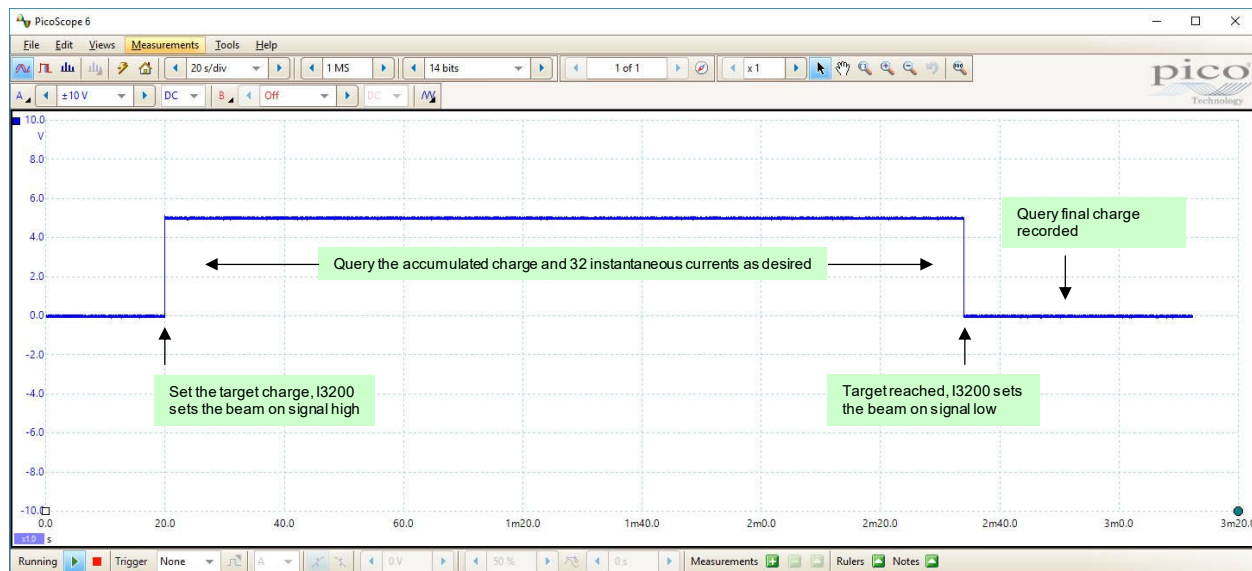 PicoScope 6
File Edit Views Measurements Tools Help
20 s/div 1 MS 14 bits 1 of 1 x 1
pico
Technology
A ±10 V DC B Off DC
10.0
V
8.0
6.0
4.0
2.0
0.0
-2.0
-4.0
-6.0
-8.0
-10.0
Query final charge
recorded
Query the accumulated charge and 32 instantaneous currents as desired
Set the target charge, I3200
sets the beam on signal high
Target reached, I3200 sets
the beam on signal low
0.0 20.0 40.0 60.0 1m20.0 1m40.0 2m0.0 2m20.0 2m40.0 3m0.0 3m20.0
x1.0 s
Running Trigger None A 0 V 50 % 0 s Measurements Rulers Notes